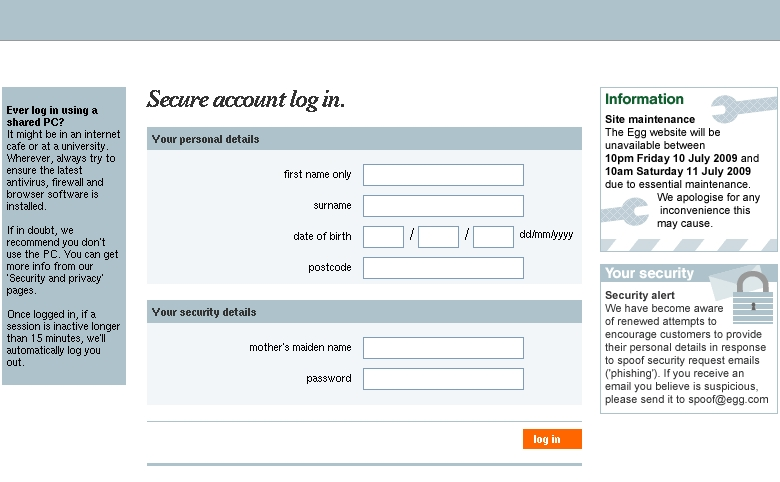 Ever log in using a
shared PC?
It might be in an internet
cafe or at a university.
Wherever, always try to
ensure the latest
antivirus, firewall and
browser software is
installed.
If in doubt, we
recommend you don't
use the PC. You can get
more info from our
'Security and privacy'
pages.
Once logged in, if a
session is inactive longer
than 15 minutes, we'll
automatically log you
out.
Secure account log in.
Your personal details
first name only
surname
date of birth / / dd/mm/yyyy
postcode
Your security details
mother's maiden name
password
log in
Information
Site maintenance
The Egg website will be
unavailable between
10pm Friday 10 July 2009 and
10am Saturday 11 July 2009
due to essential maintenance.
We apologise for any
inconvenience this
may cause.
Your security
Security alert
We have become aware
of renewed attempts to
encourage customers to provide
their personal details in response
to spoof security request emails
('phishing'). If you receive an
email you believe is suspicious,
please send it to spoof@egg.com